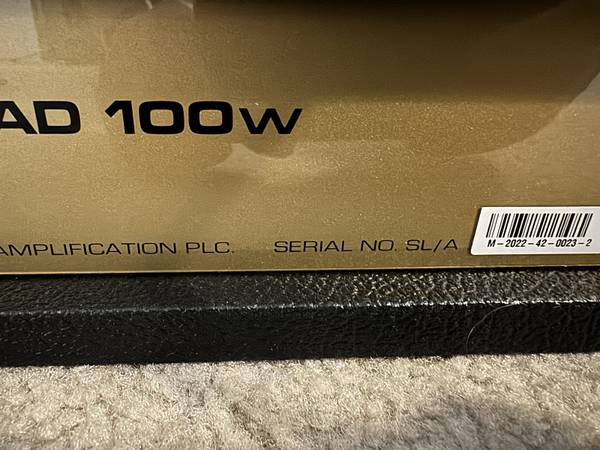 AD 100W
AMPLIFICATION PLC. SERIAL NO. SL/A
M-2022-42-0023-2